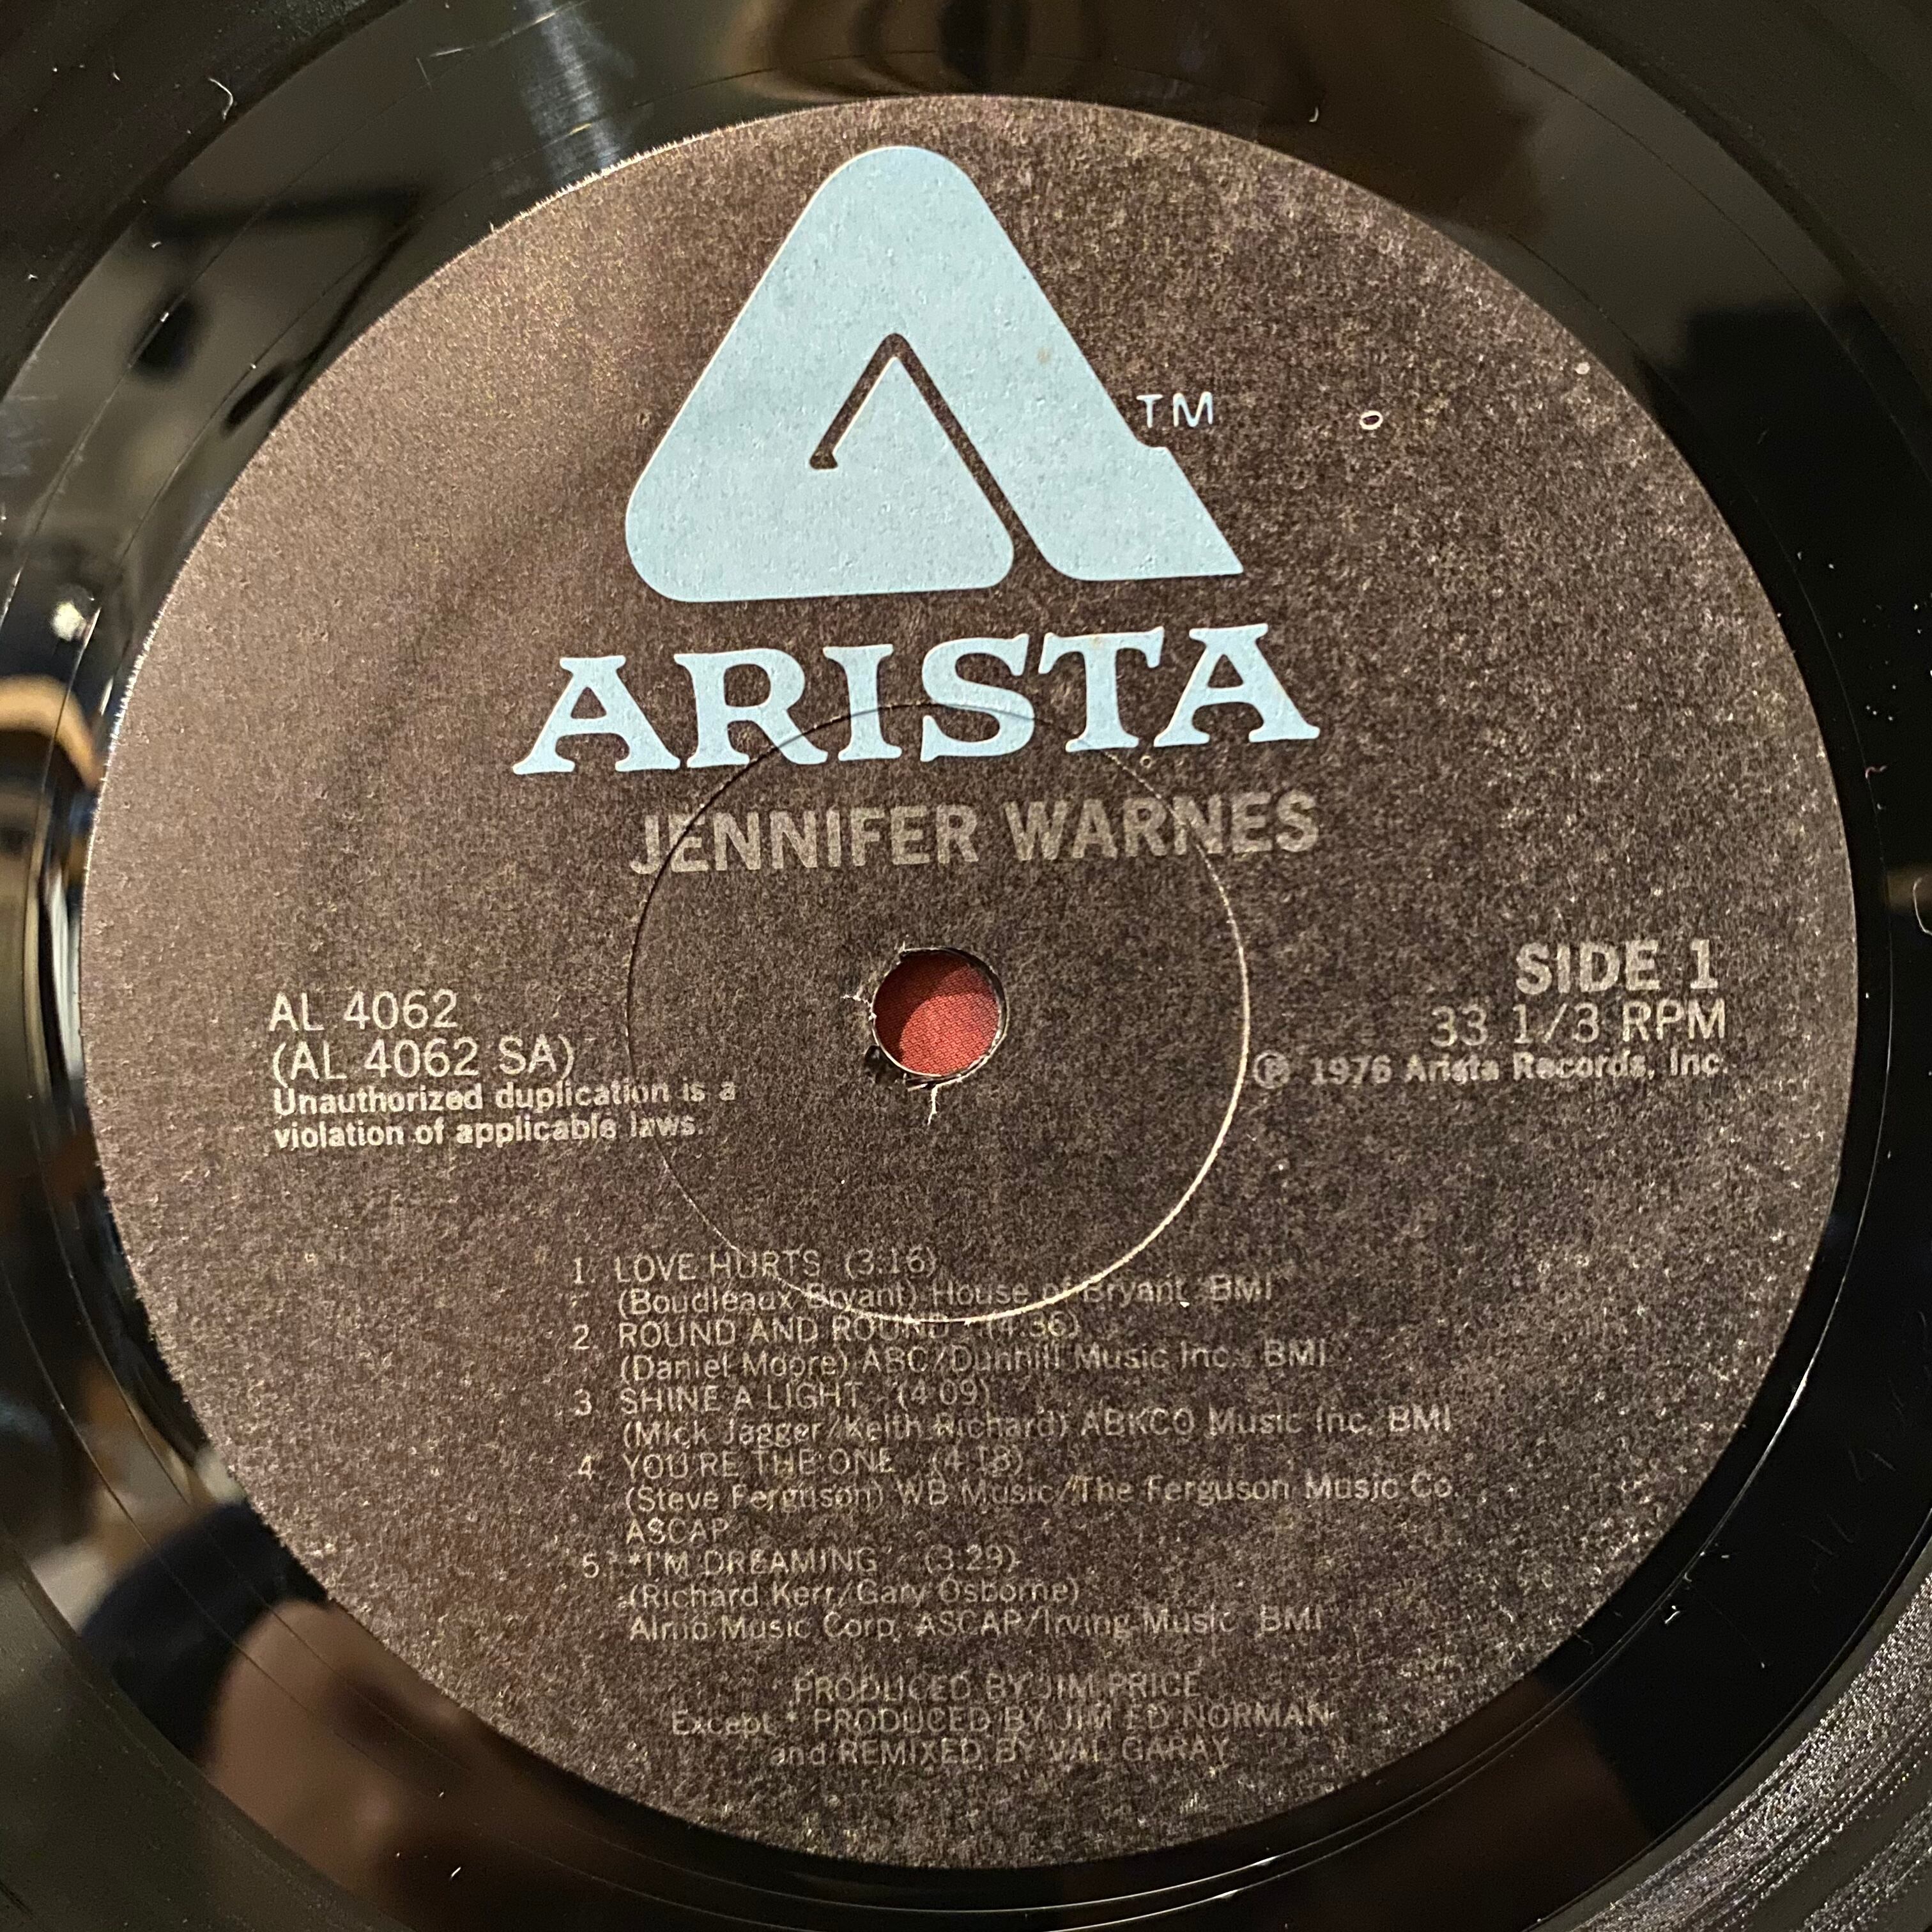 TM
ARISTA
JENNIFER WARNES
SIDE 1
33 1/3 RPM
℗ 1976 Arista Records, Inc.
AL 4062
(AL 4062 SA)
Unauthorized duplication is a
violation of applicable laws.
1. LOVE HURTS (3:16)
(Boudleaux Bryant) House of Bryant BMI
2. ROUND AND ROUND (4:36)
(Daniel Moore) ABC/Dunhill Music Inc. BMI
3 SHINE A LIGHT (4:09)
(Mick Jagger/Keith Richard) ABKCO Music Inc. BMI
4 YOU'RE THE ONE (4:18)
(Steve Ferguson) WB Music/The Ferguson Music Co.
ASCAP
5. *I'M DREAMING (3:29)
(Richard Kerr/Gary Osborne)
Almo Music Corp. ASCAP/Irving Music BMI
PRODUCED BY JIM PRICE
Except * PRODUCED BY JIM ED NORMAN
and REMIXED BY VAL GARAY